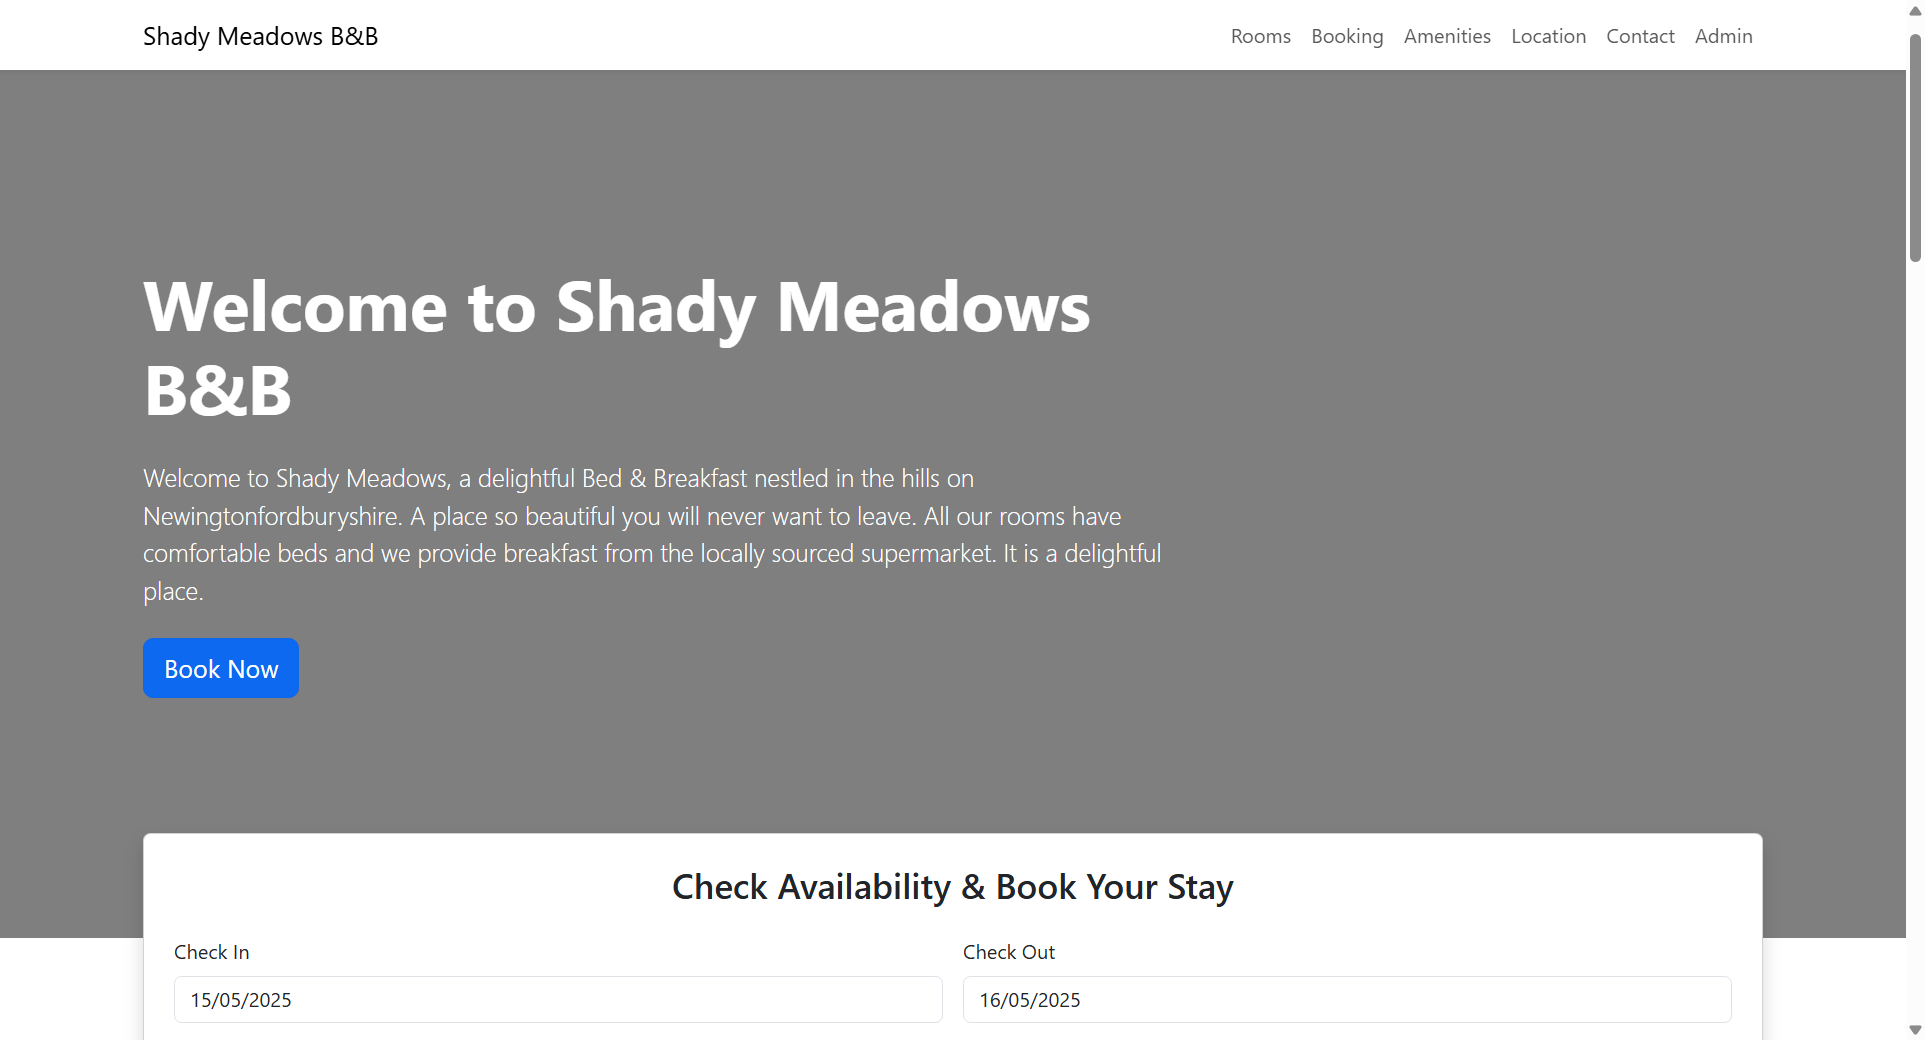 Shady Meadows B&B
Rooms Booking Amenities Location Contact Admin
Welcome to Shady Meadows
B&B
Welcome to Shady Meadows, a delightful Bed & Breakfast nestled in the hills on
Newingtonfordburyshire. A place so beautiful you will never want to leave. All our rooms have
comfortable beds and we provide breakfast from the locally sourced supermarket. It is a delightful
place.
Book Now
Check Availability & Book Your Stay
Check In
Check Out
15/05/2025
16/05/2025